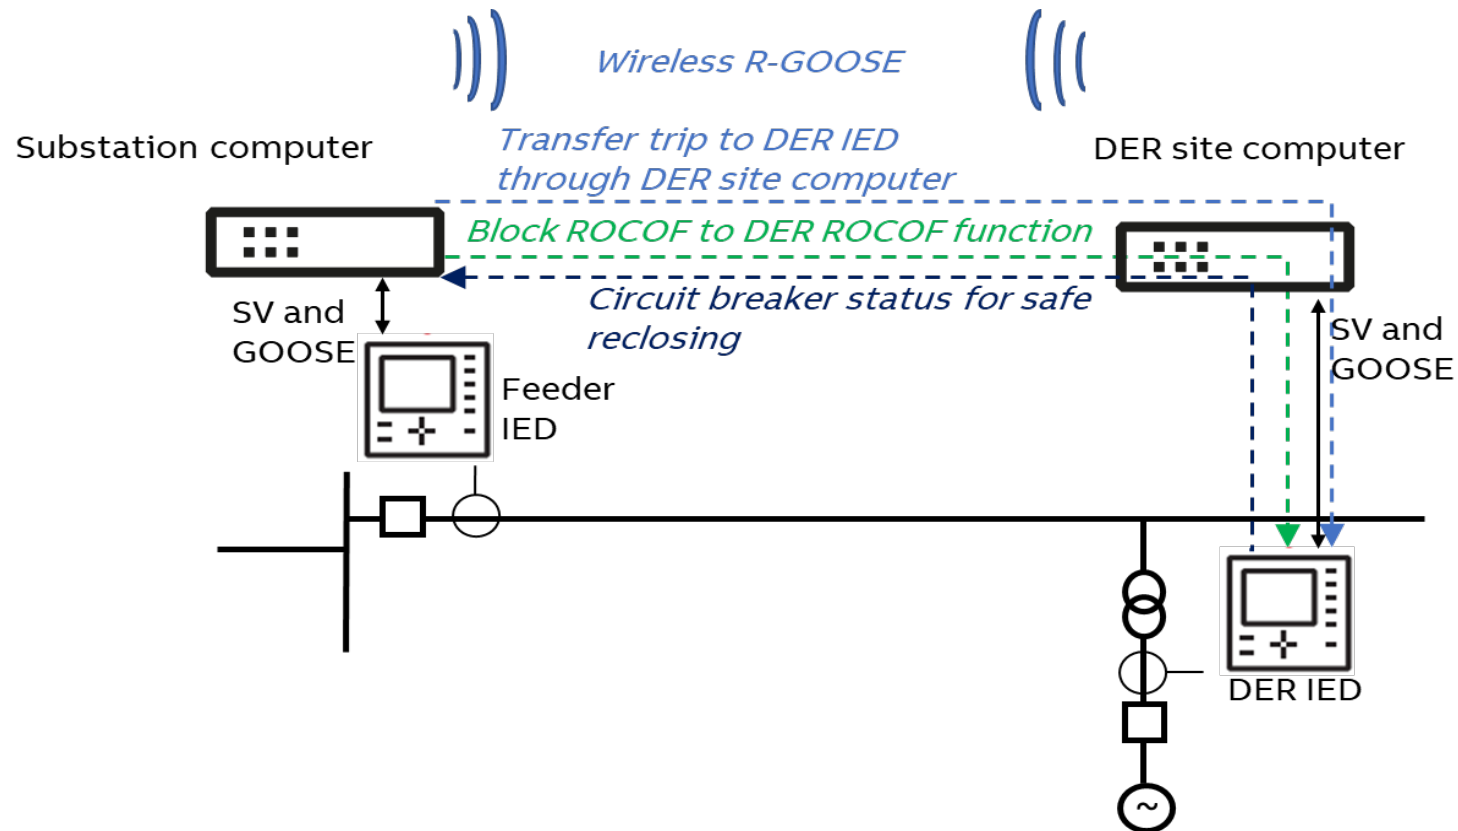 Wireless R-GOOSE
Substation computer
Transfer trip to DER IED
through DER site computer
DER site computer
Block ROCOF to DER ROCOF function
Circuit breaker status for safe
reclosing
SV and
GOOSE
SV and
GOOSE
Feeder
IED
DER IED
~